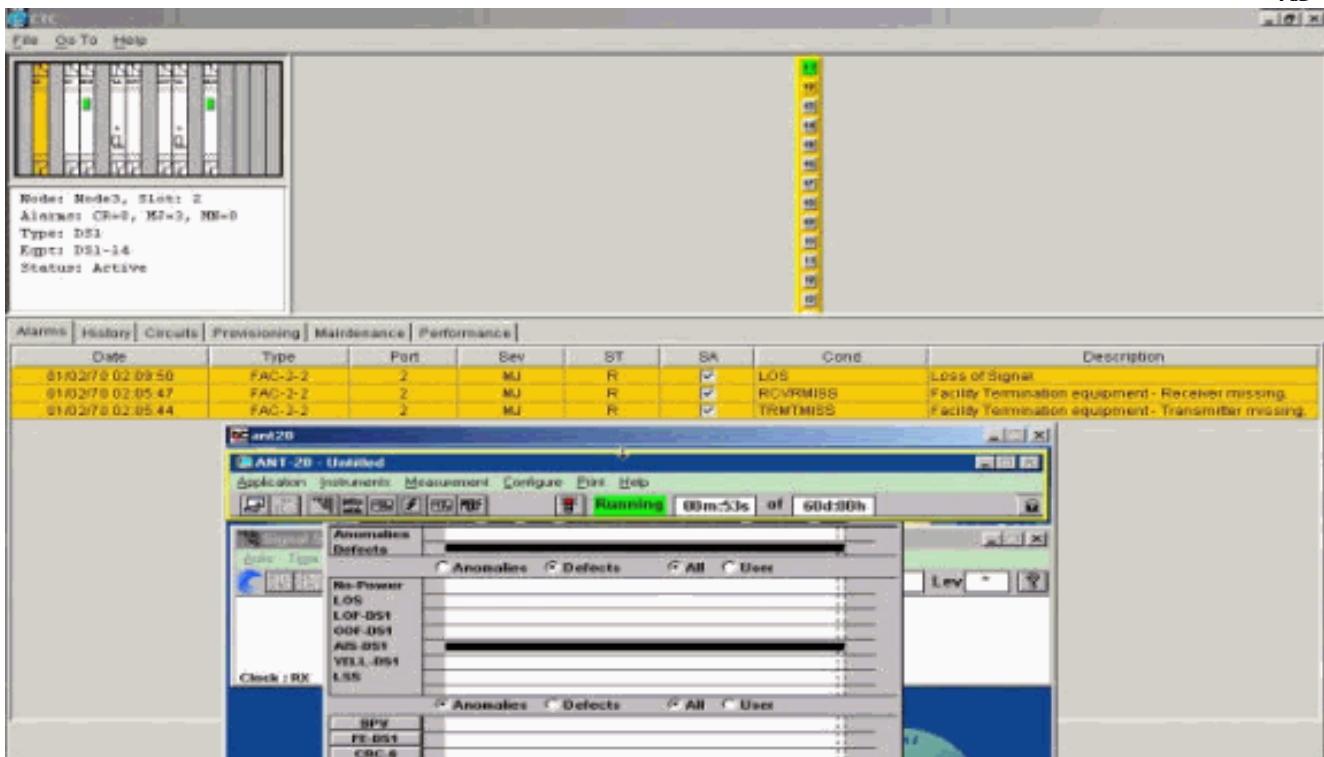 CTC
File Go To Help
Node: Node3, Slot: 2
Alarms: CR=0, MJ=3, MN=0
Type: DS1
Eqpt: DS1-14
Status: Active
Alarms History Circuits Provisioning Maintenance Performance
Date Type Port Sev ST SA Cond Description
01/02/70 02:09:50 FAC-2-2 2 MJ R LOS Loss of Signal
01/02/70 02:05:47 FAC-2-2 2 MJ R RCVRMISS Facility Termination equipment - Receiver missing.
01/02/70 02:05:44 FAC-2-2 2 MJ R TRMTMISS Facility Termination equipment - Transmitter missing.
ant20
ANT-20 - Untitled
Application Instruments Measurement Configure Print Help
Running 00m:53s of 60d:00h
Anomalies
Defects
Anomalies Defects All User
No-Power
LOS
LOF-DS1
OOF-DS1
AIS-DS1
YELL-DS1
LSS
Lev *
Clock : RX
Anomalies Defects All User
BPV
FE-DS1
CRC-6